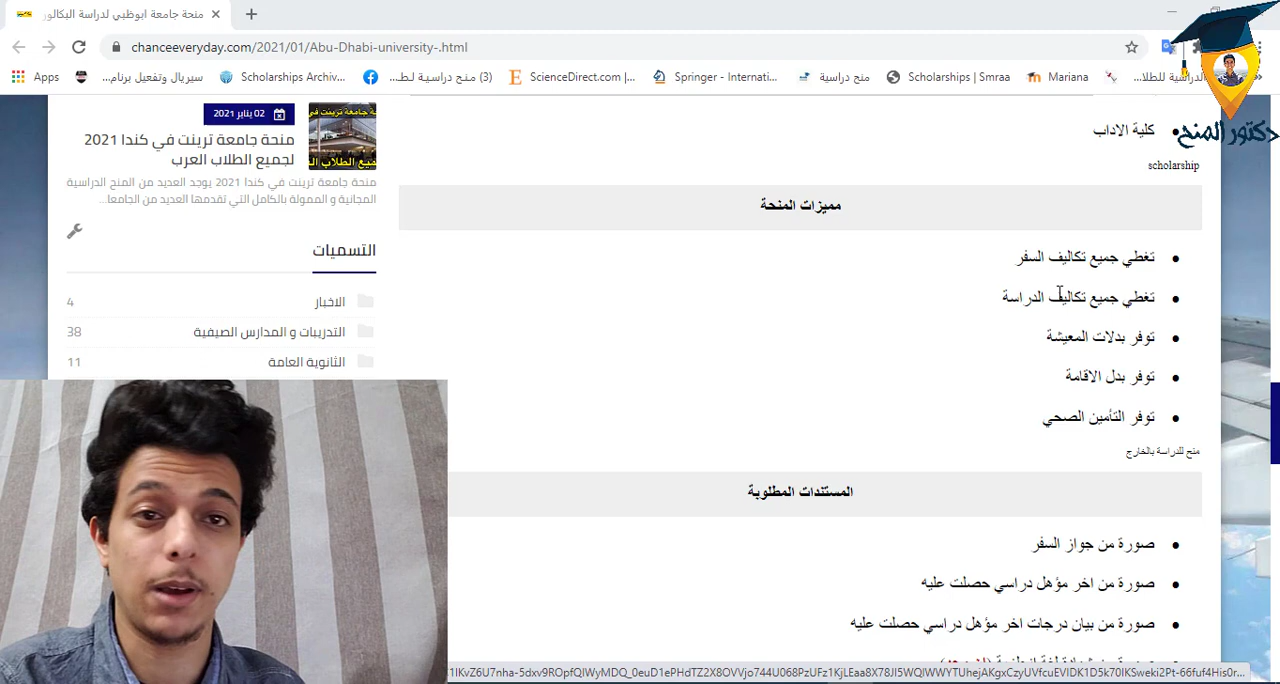 منحة جامعة ابوظبي لدراسة البكالور
chanceeveryday.com/2021/01/Abu-Dhabi-university-.html
Apps
سيريال وتفعيل برنام...
Scholarships Archiv...
(3) منح دراسية لطـ...
ScienceDirect.com |...
Springer - Internati...
منح دراسية
Scholarships | Smraa
Mariana
الدراسية للطلا...
دكتور المنح
02 يناير 2021
منحة جامعة ترينت في كندا 2021
لجميع الطلاب العرب
منحة جامعة ترينت في كندا 2021 يوجد العديد من المنح الدراسية
المجانية و الممولة بالكامل التي تقدمها العديد من الجامعا...
التسميات
الاخبار 4
التدريبات و المدارس الصيفية 38
الثانوية العامة 11
كلية الاداب
scholarship
مميزات المنحة
تغطي جميع تكاليف السفر
تغطي جميع تكاليف الدراسة
توفر بدلات المعيشة
توفر بدل الاقامة
توفر التأمين الصحي
منح للدراسة بالخارج
المستندات المطلوبة
صورة من جواز السفر
صورة من اخر مؤهل دراسي حصلت عليه
صورة من بيان درجات اخر مؤهل دراسي حصلت عليه